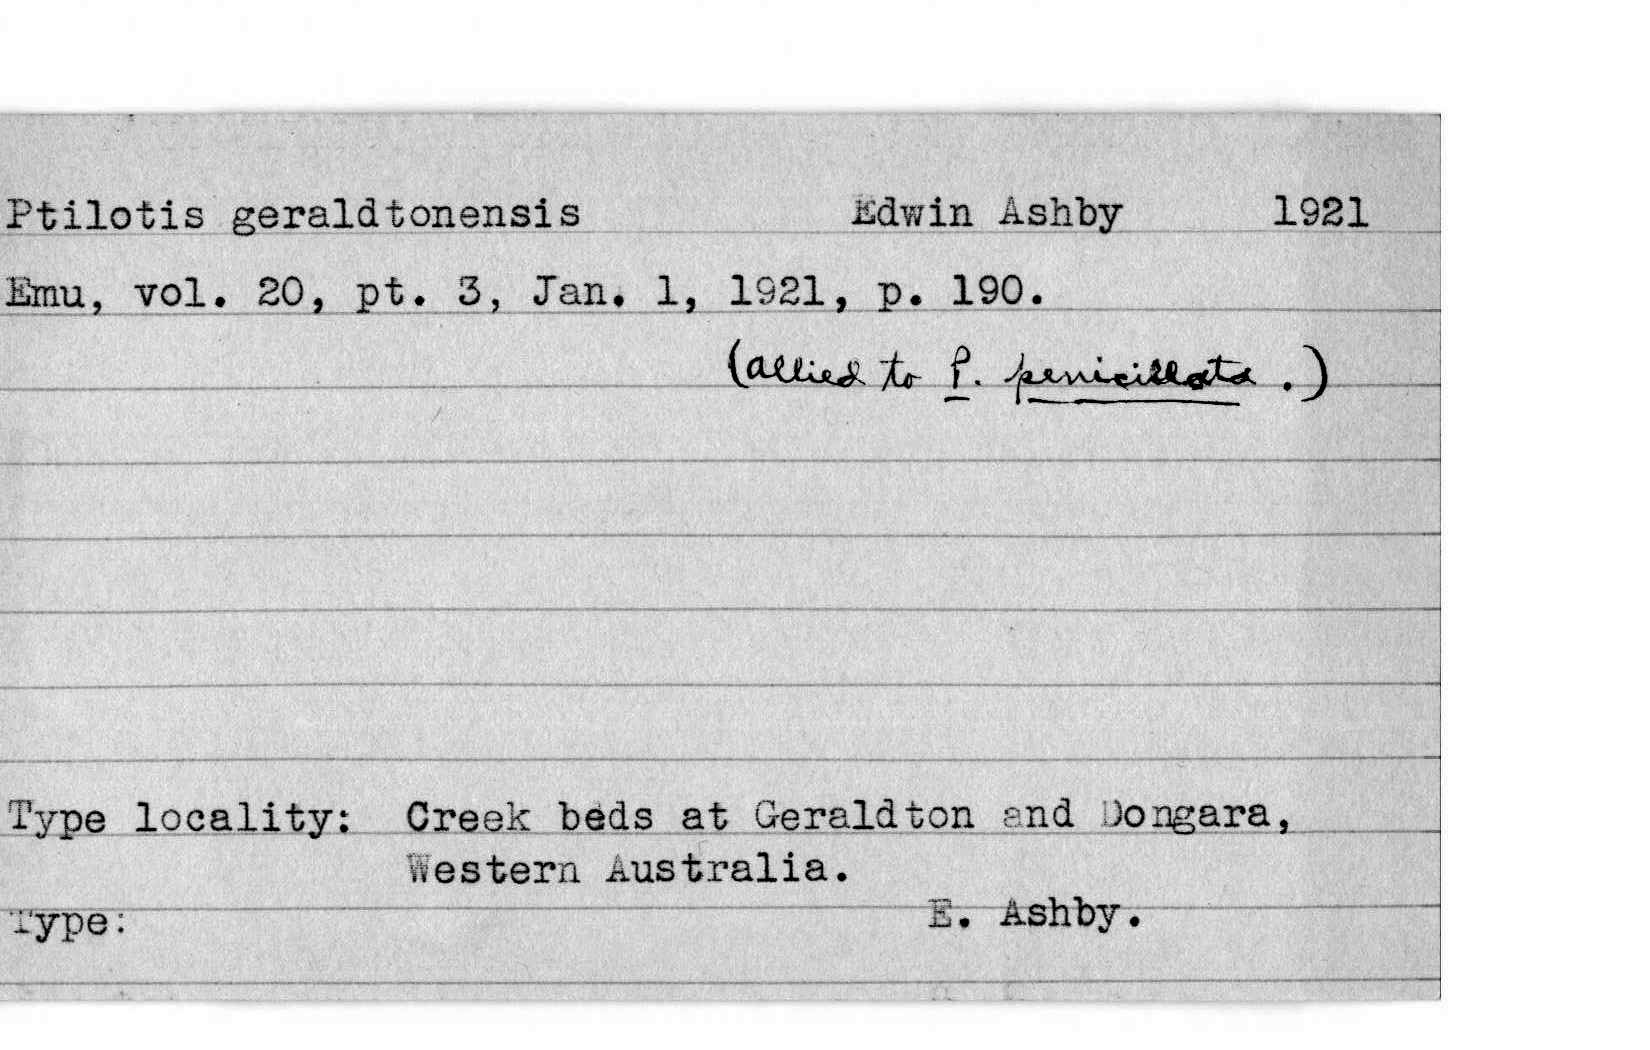 Ptilotis geraldtonensis Edwin Ashby 1921
Emu, vol. 20, pt. 3, Jan. 1, 1921, p. 190.
(allied to P. penicillata.)
Type locality: Creek beds at Geraldton and Dongara,
Western Australia.
Type: E. Ashby.